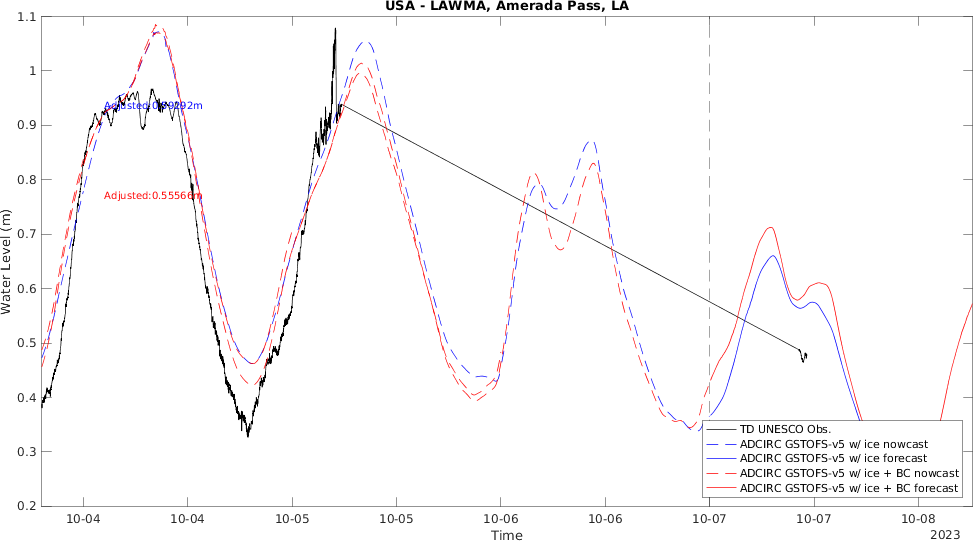 USA - LAWMA, Amerada Pass, LA
1.1
1
0.9
0.8
0.7
0.6
0.5
0.4
0.3
0.2
Water Level (m)
Adjusted:
Adjusted:0.55566m
TD UNESCO Obs.
ADCIRC GSTOFS-v5 w/ ice nowcast
ADCIRC GSTOFS-v5 w/ ice forecast
ADCIRC GSTOFS-v5 w/ ice + BC nowcast
ADCIRC GSTOFS-v5 w/ ice + BC forecast
10-04 10-04 10-05 10-05 10-06 10-06 10-07 10-07 10-08
Time
2023